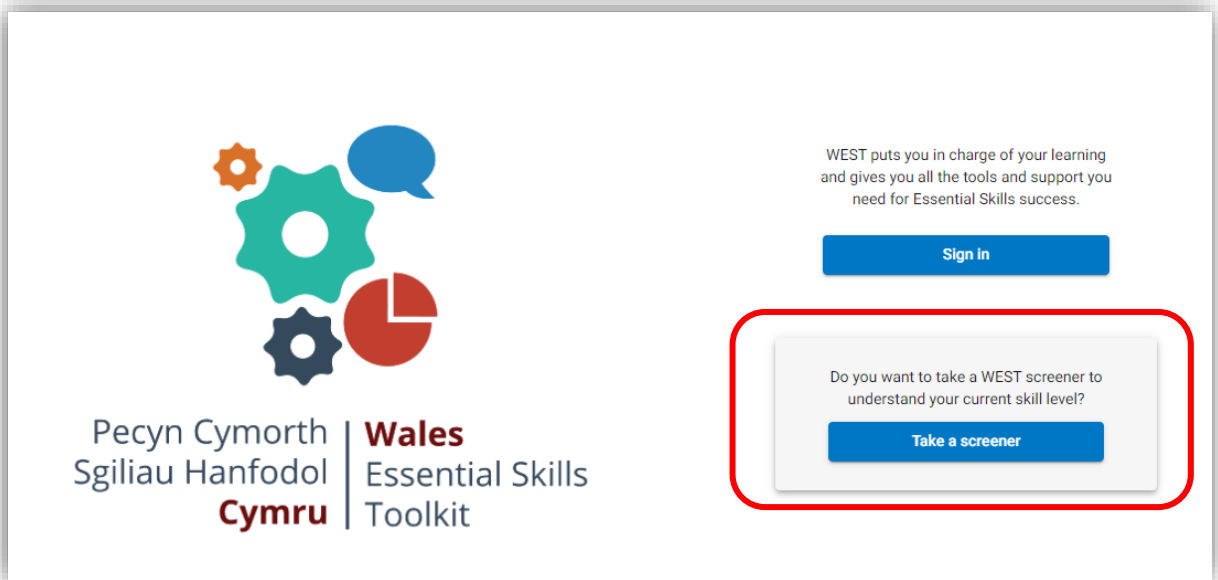 Pecyn Cymorth
Sgiliau Hanfodol
Cymru
Wales
Essential Skills
Toolkit
WEST puts you in charge of your learning
and gives you all the tools and support you
need for Essential Skills success.
Sign in
Do you want to take a WEST screener to
understand your current skill level?
Take a screener